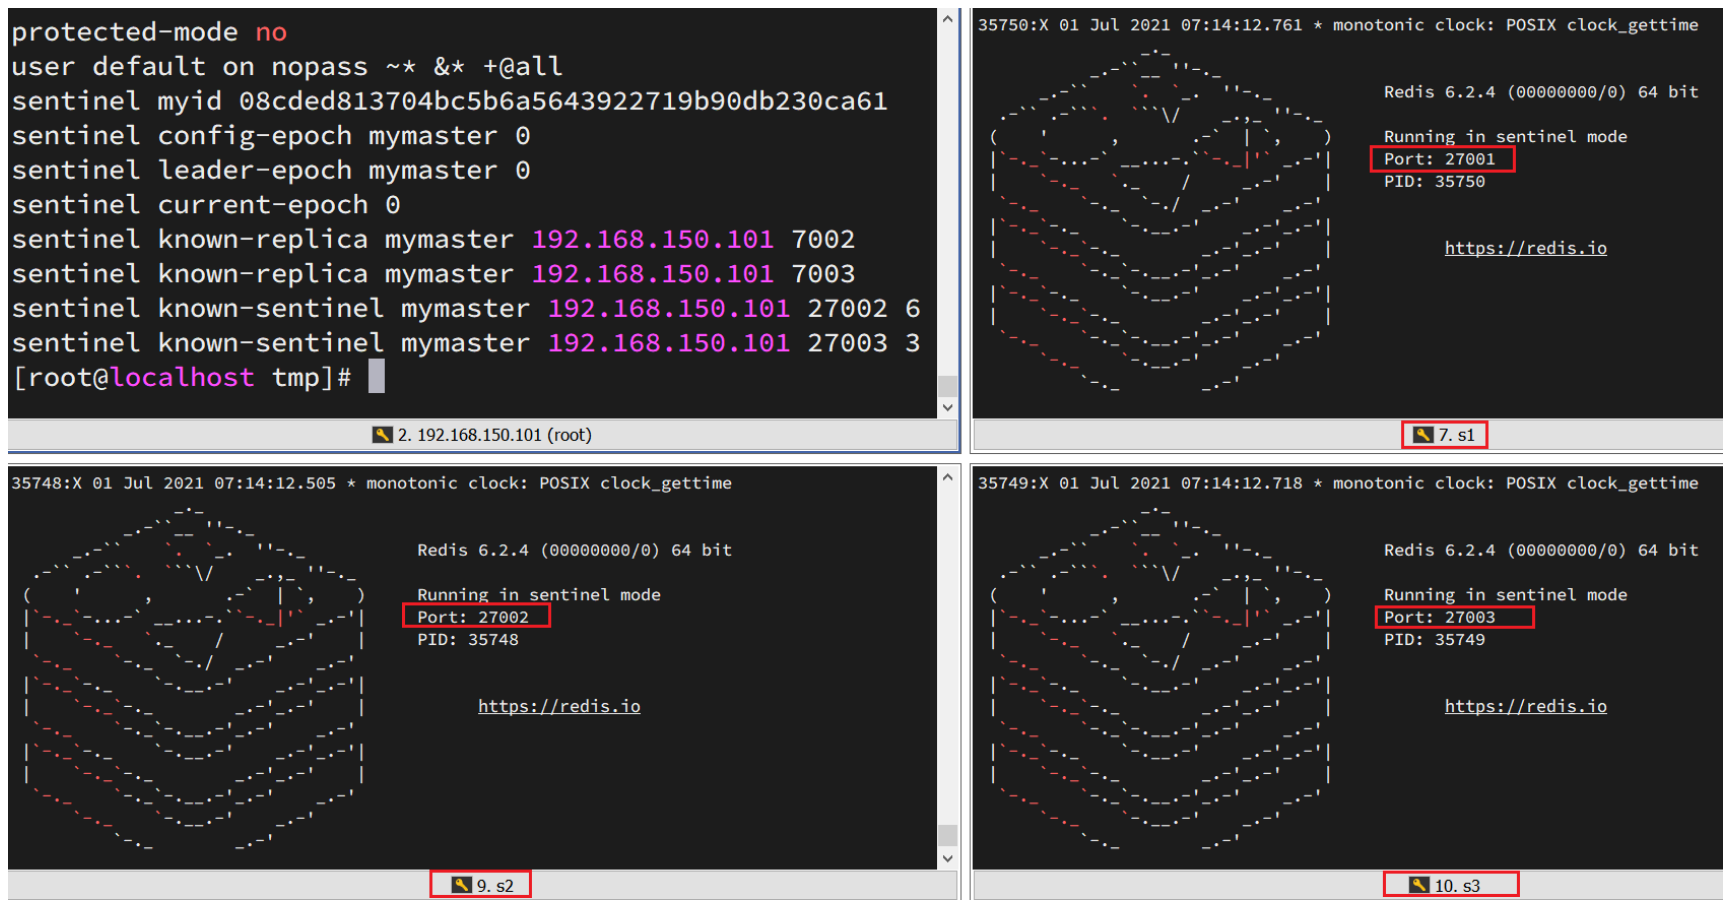 protected-mode no
user default on nopass ~* &* +@all
sentinel myid 08cded813704bc5b6a5643922719b90db230ca61
sentinel config-epoch mymaster 0
sentinel leader-epoch mymaster 0
sentinel current-epoch 0
sentinel known-replica mymaster 192.168.150.101 7002
sentinel known-replica mymaster 192.168.150.101 7003
sentinel known-sentinel mymaster 192.168.150.101 27002 6
sentinel known-sentinel mymaster 192.168.150.101 27003 3
[root@localhost tmp]#
2. 192.168.150.101 (root)
35750:X 01 Jul 2021 07:14:12.761 * monotonic clock: POSIX clock_gettime
Redis 6.2.4 (00000000/0) 64 bit
Running in sentinel mode
Port: 27001
PID: 35750
https://redis.io
7. s1
35748:X 01 Jul 2021 07:14:12.505 * monotonic clock: POSIX clock_gettime
Redis 6.2.4 (00000000/0) 64 bit
Running in sentinel mode
Port: 27002
PID: 35748
https://redis.io
9. s2
35749:X 01 Jul 2021 07:14:12.718 * monotonic clock: POSIX clock_gettime
Redis 6.2.4 (00000000/0) 64 bit
Running in sentinel mode
Port: 27003
PID: 35749
https://redis.io
10. s3